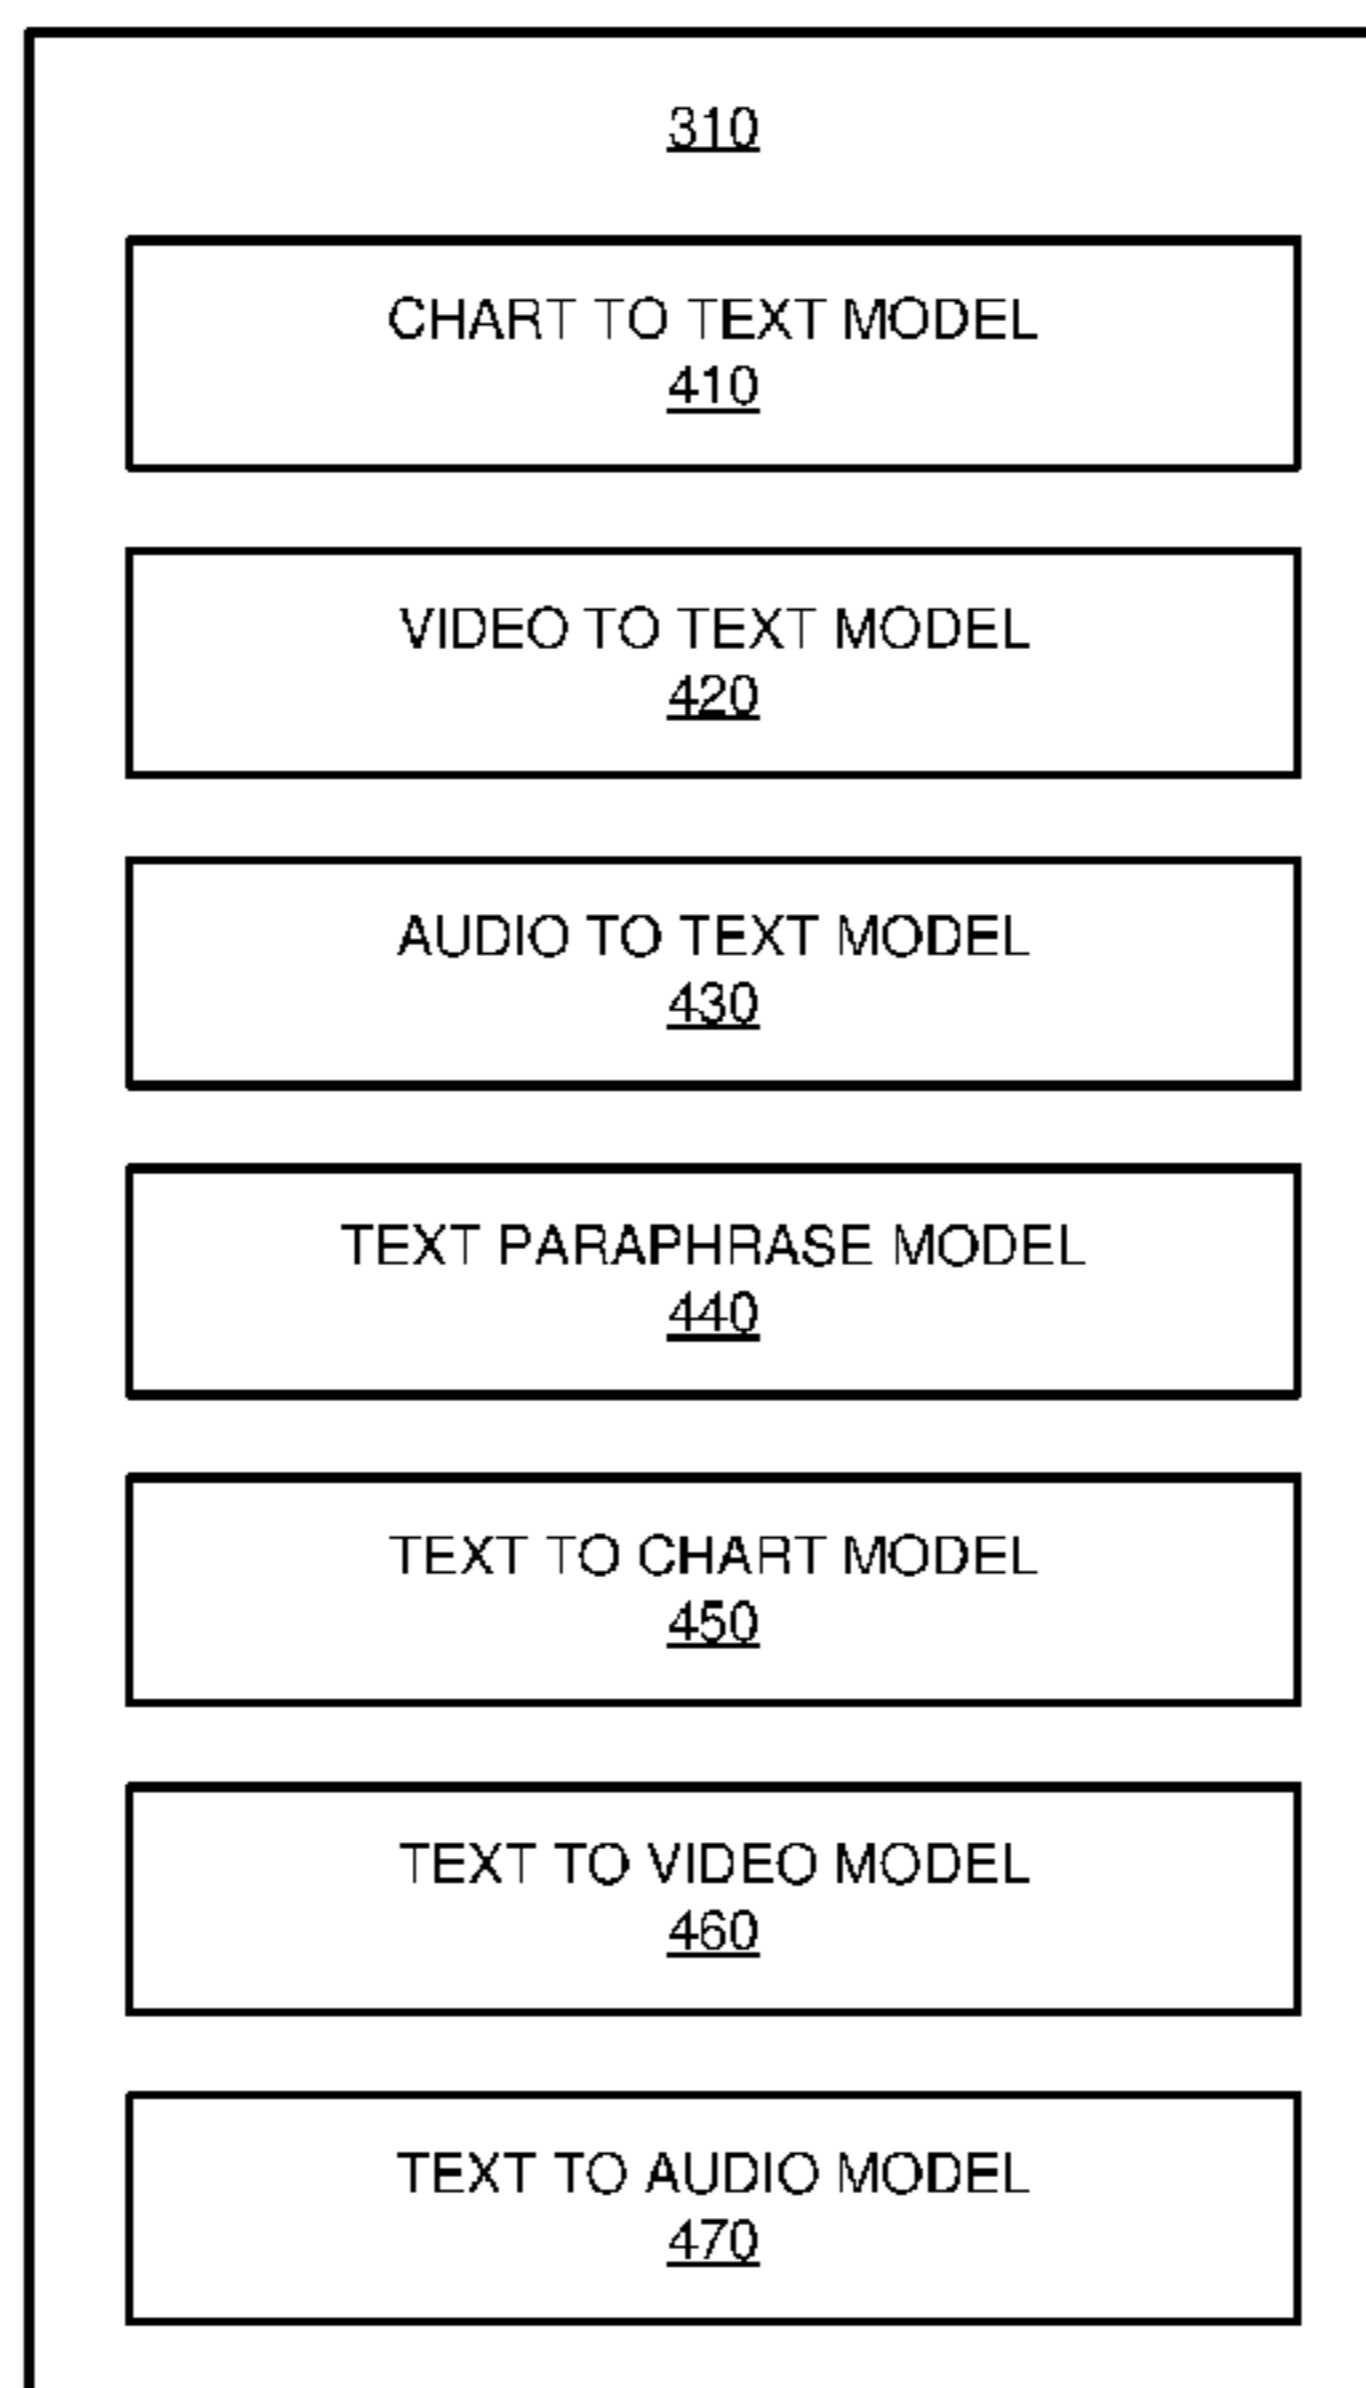 310
CHART TO TEXT MODEL
410
VIDEO TO TEXT MODEL
420
AUDIO TO TEXT MODEL
430
TEXT PARAPHRASE MODEL
440
TEXT TO CHART MODEL
450
TEXT TO VIDEO MODEL
460
TEXT TO AUDIO MODEL
470